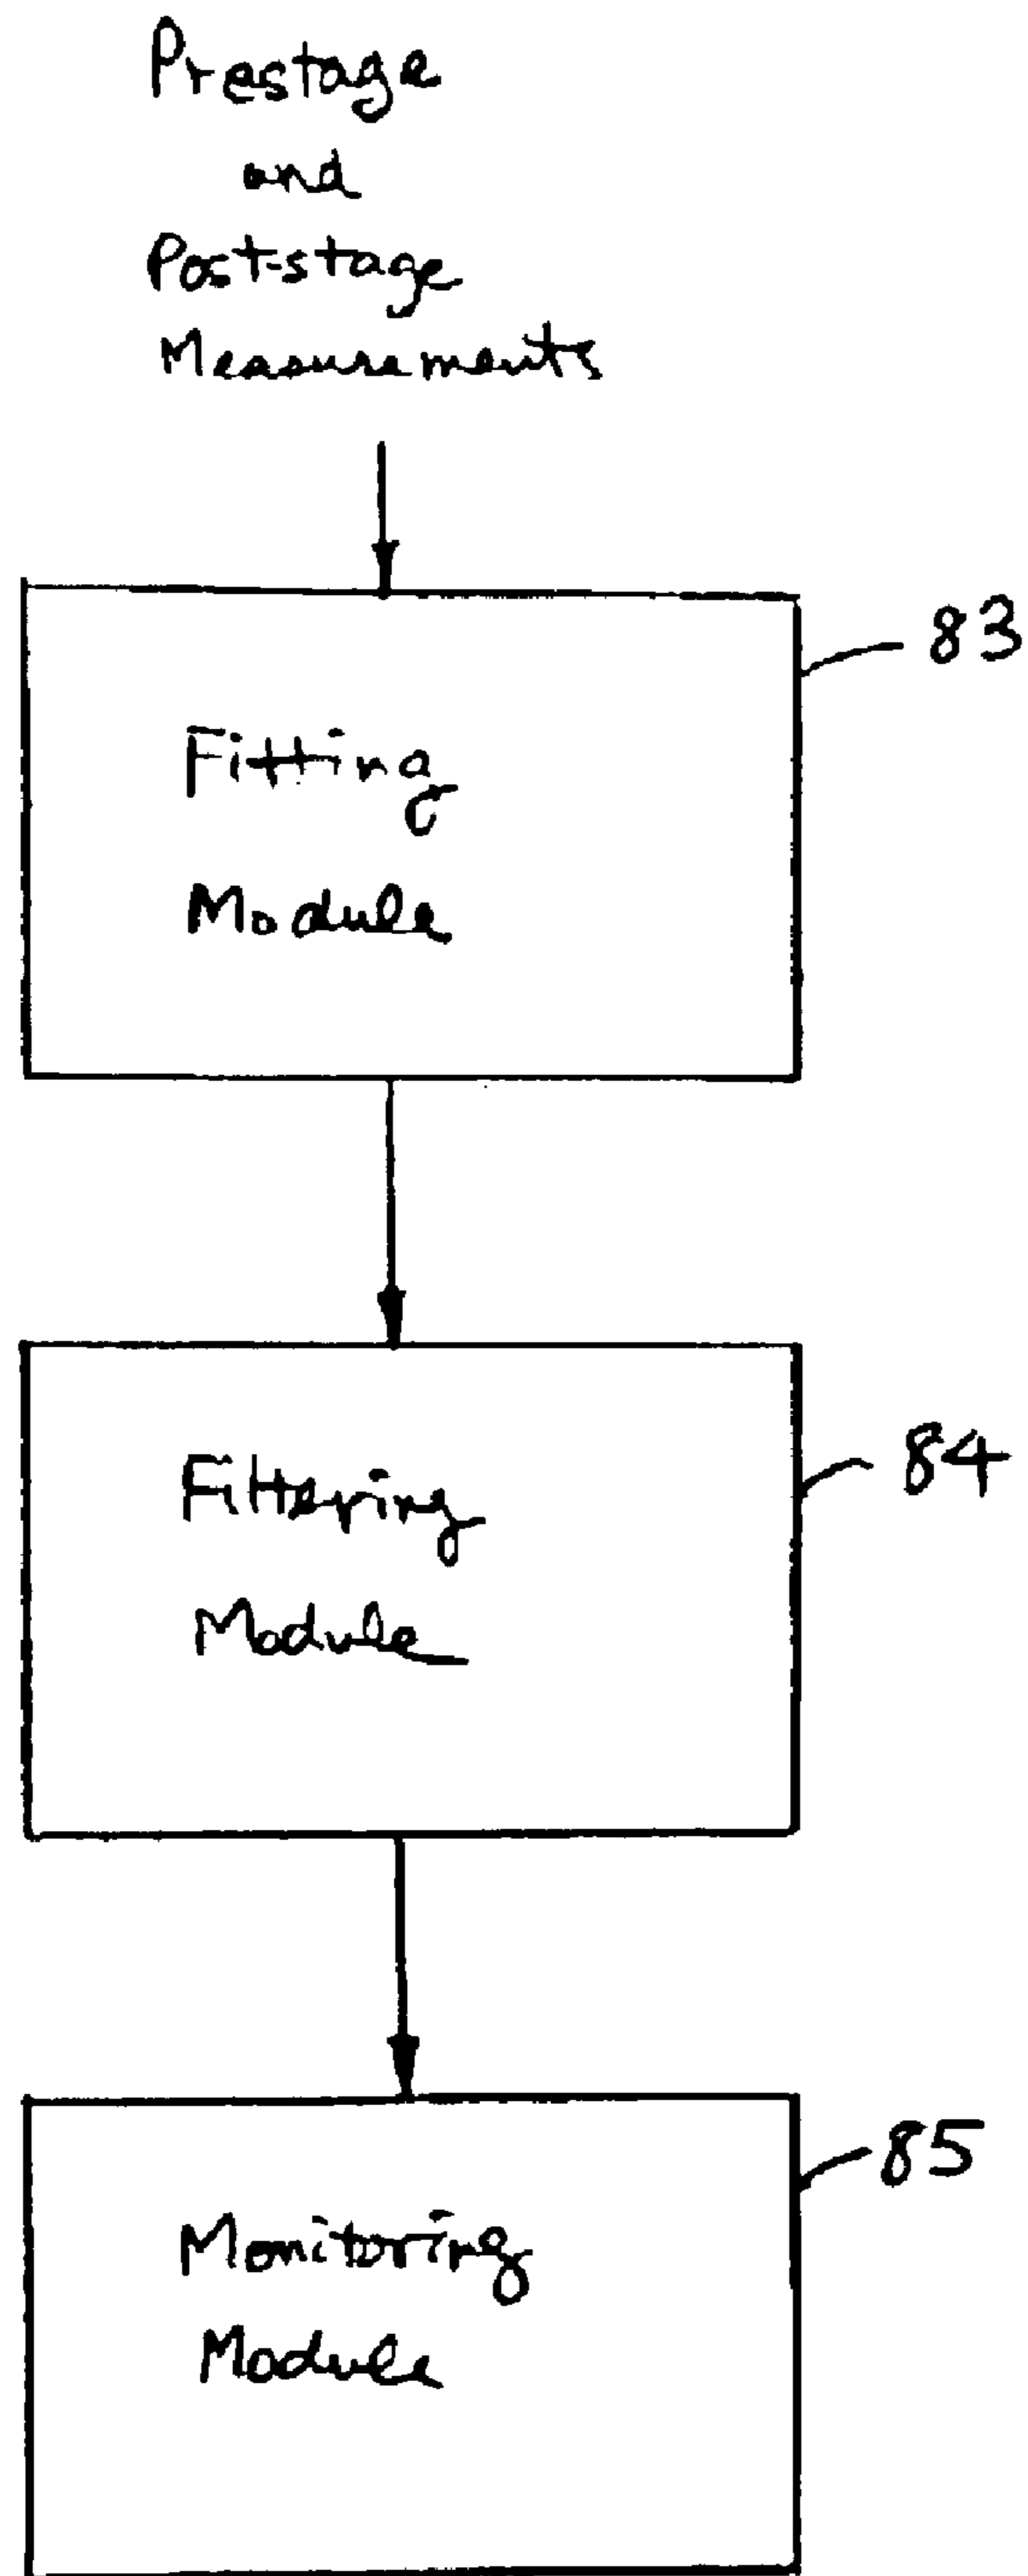 Prestage
and
Post-stage
Measurements
83
Fitting
Module
84
Filtering
Module
85
Monitoring
Module